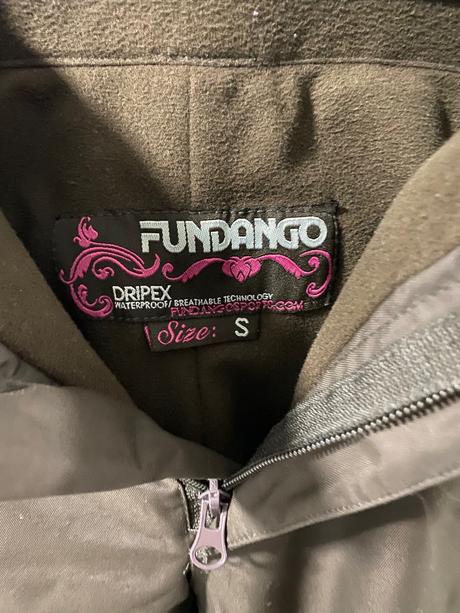 FUNDANGO
DRIPEX
WATERPROOF/ BREATHABLE TECHNOLOGY
FUNDANGOSPORTS.COM
Size: S